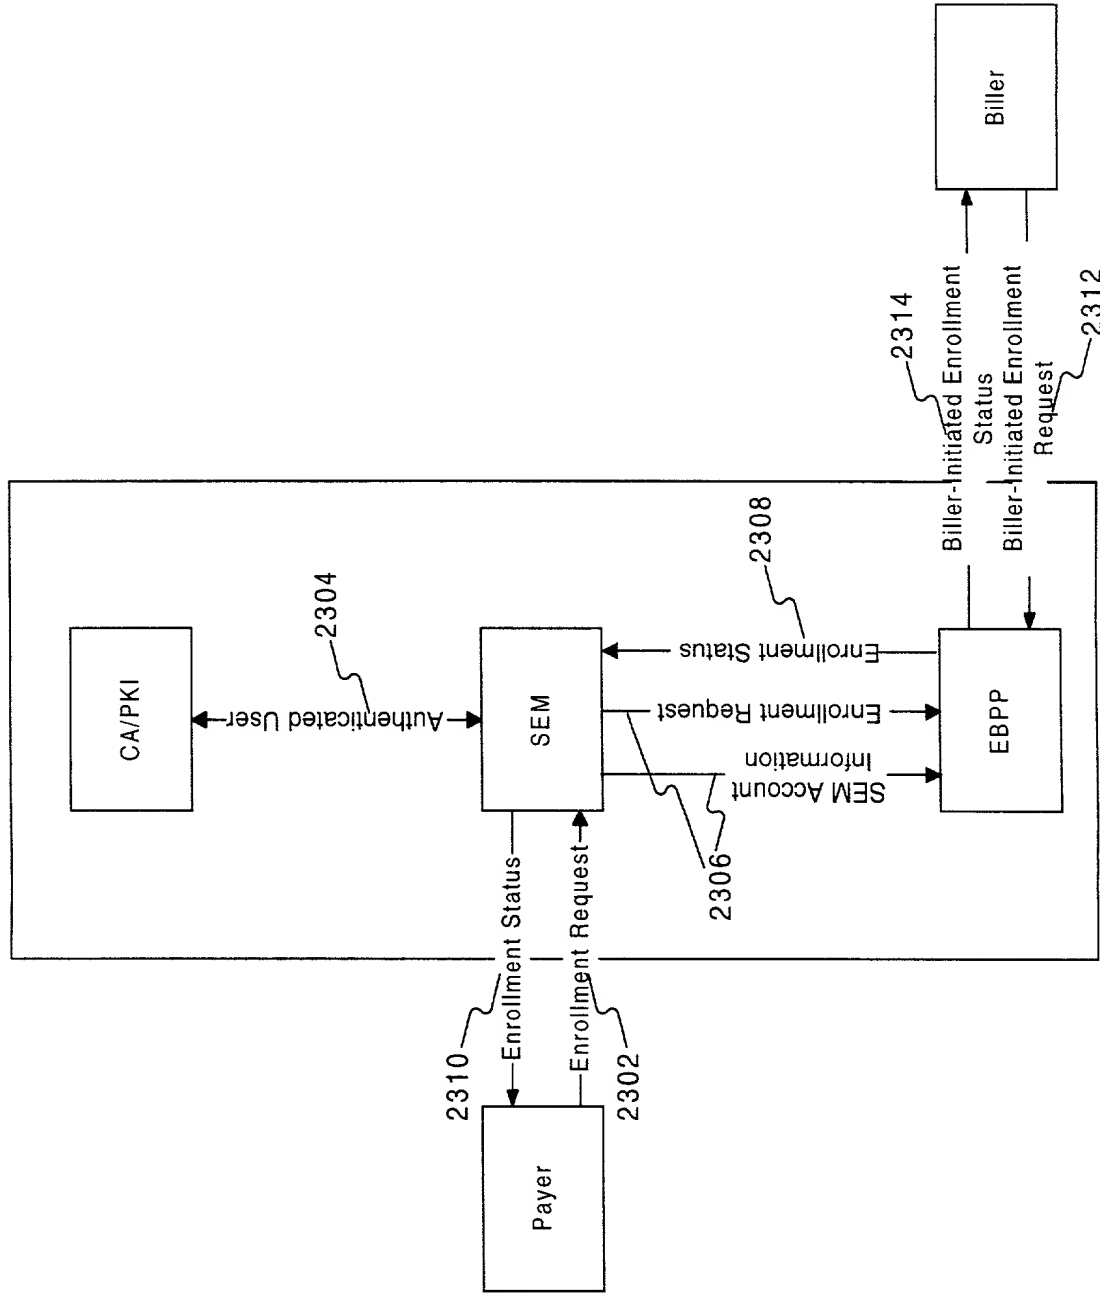 CA/PKI
2304
Authenticated User
Payer
2310
Enrollment Status
Enrollment Request
2302
SEM
2306
SEM Account
Information
Enrollment Request
Enrollment Status
2308
EBPP
2314
Biller-Initiated Enrollment
Status
Biller-Initiated Enrollment
Request
2312
Biller